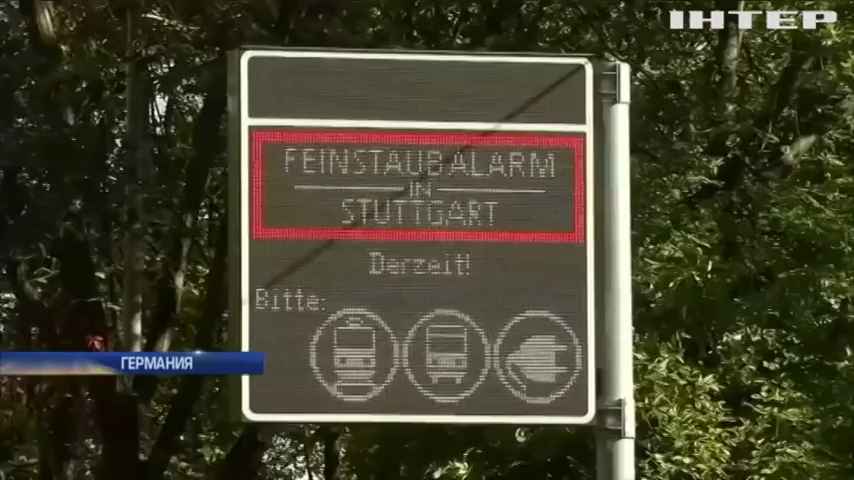 ІНТЕР
FEINSTAUBALARM
IN
STUTTGART
Derzeit!
Bitte:
ГЕРМАНИЯ